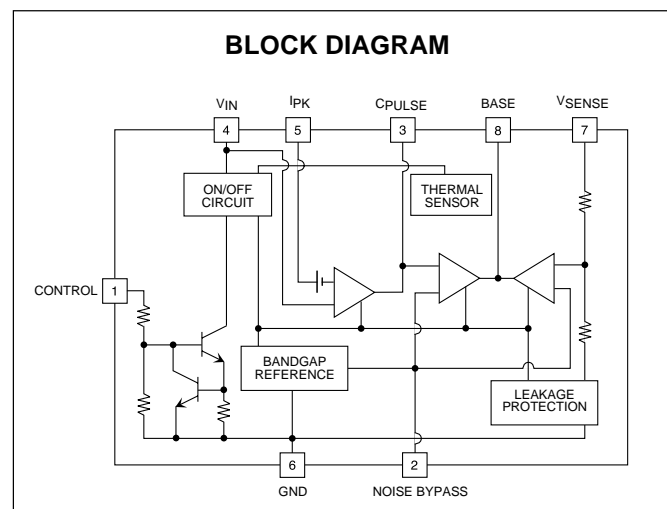 BLOCK DIAGRAM
VIN
IPK
CPULSE
BASE
VSENSE
4
5
3
8
7
ON/OFF
CIRCUIT
THERMAL
SENSOR
CONTROL
1
BANDGAP
REFERENCE
LEAKAGE
PROTECTION
6
2
GND
NOISE BYPASS